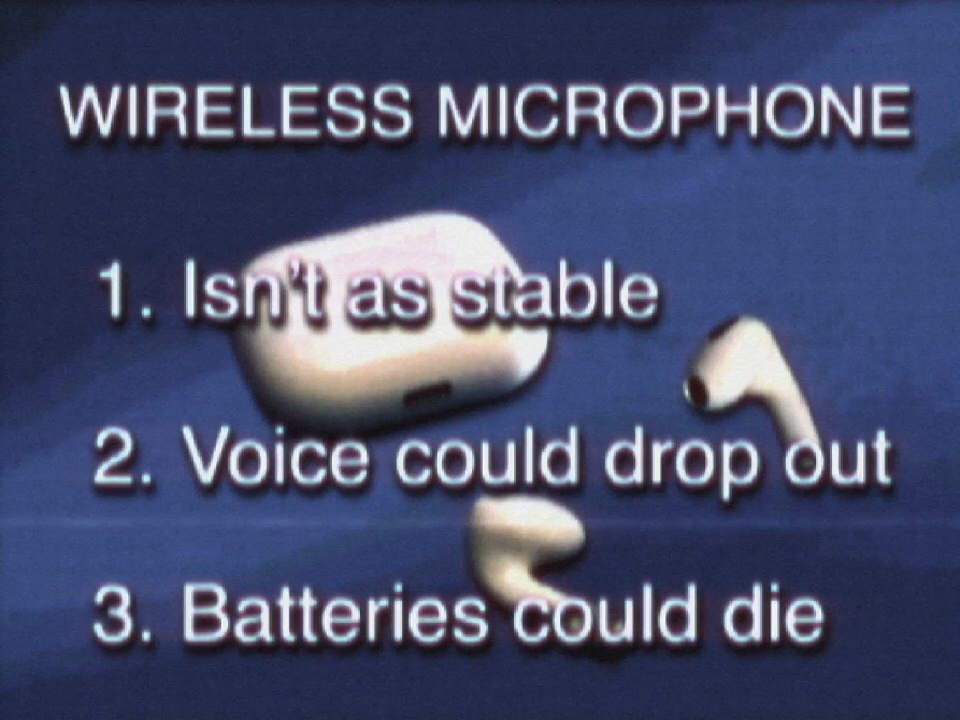 WIRELESS MICROPHONE
1. Isn't as stable
2. Voice could drop out
3. Batteries could die